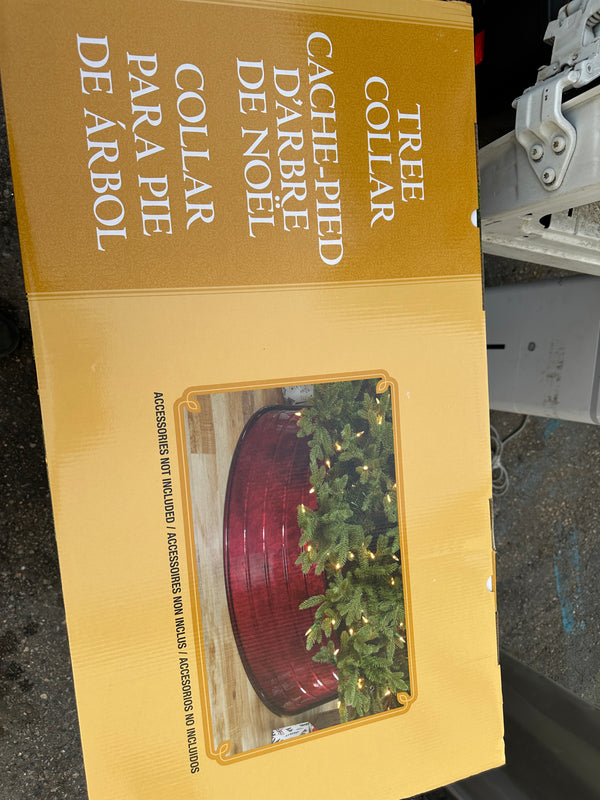 TREE
COLLAR
CACHE-PIED
D'ARBRE
DE NOËL
COLLAR
PARA PIE
DE ÁRBOL
ACCESSORIES NOT INCLUDED / ACCESSOIRES NON INCLUS / ACCESORIOS NO INCLUIDOS